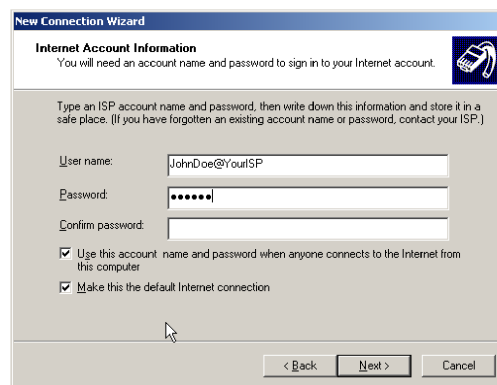 New Connection Wizard
Internet Account Information
You will need an account name and password to sign in to your Internet account.
Type an ISP account name and password, then write down this information and store it in a
safe place. (If you have forgotten an existing account name or password, contact your ISP.)
User name:
JohnDoe@YourISP
Password:
●●●●●●
Confirm password:
Use this account name and password when anyone connects to the Internet from
this computer
Make this the default Internet connection
< Back
Next >
Cancel